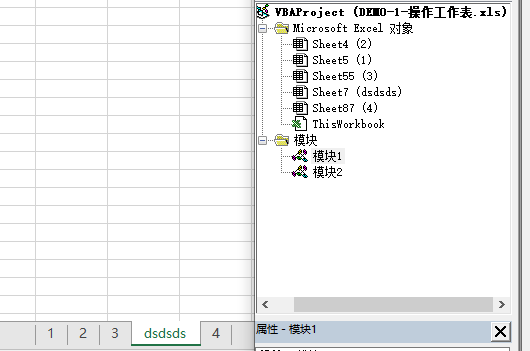 VBAProject (DEMO-1-操作工作表.xls)
Microsoft Excel 对象
Sheet4 (2)
Sheet5 (1)
Sheet55 (3)
Sheet7 (dsdsds)
Sheet87 (4)
ThisWorkbook
模块
模块1
模块2
属性 - 模块1
1 2 3 dsdsds 4